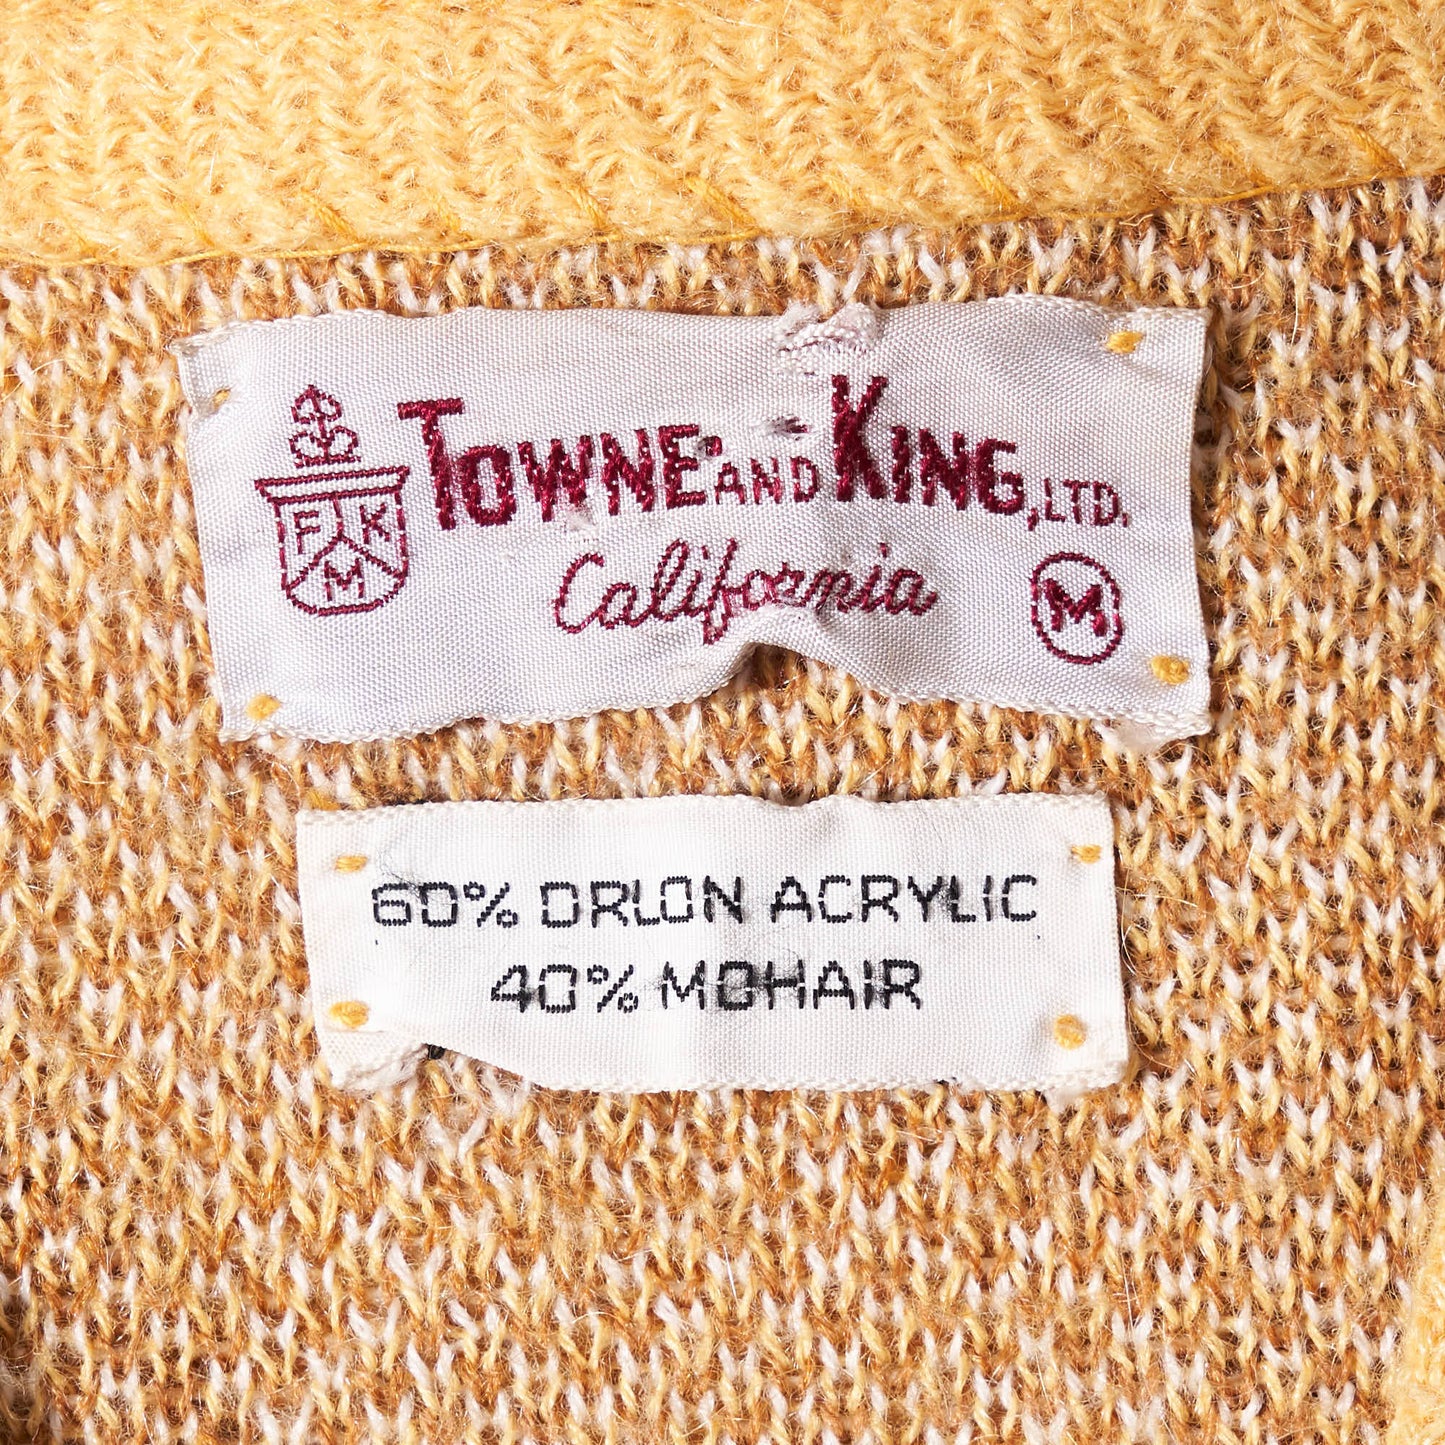 F K
M
TOWNE AND KING, LTD.
California
M
60% ORLON ACRYLIC
40% MOHAIR